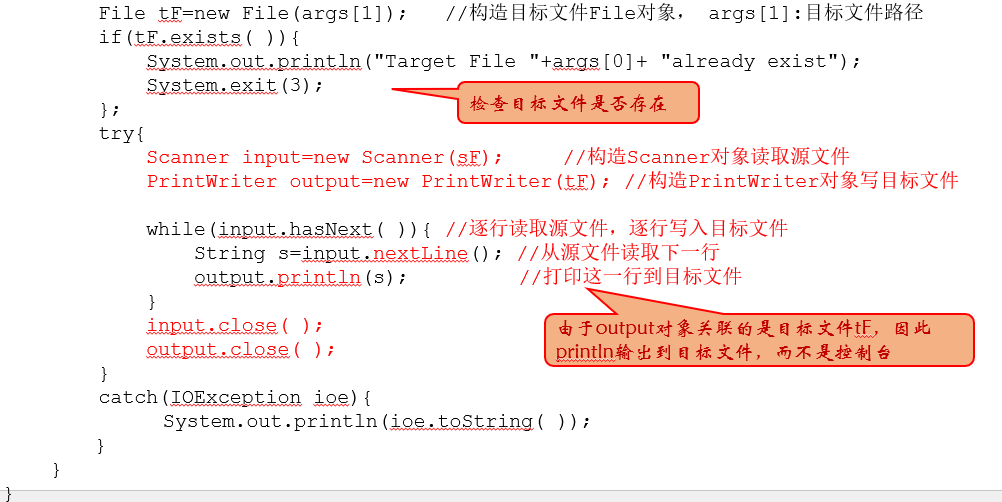 File tF=new File(args[1]);   //构造目标文件File对象， args[1]:目标文件路径
if(tF.exists( )){
System.out.println("Target File "+args[0]+ "already exist");
System.exit(3);
检查目标文件是否存在
};
try{
Scanner input=new Scanner(sF);     //构造Scanner对象读取源文件
PrintWriter output=new PrintWriter(tF); //构造PrintWriter对象写目标文件
while(input.hasNext( )){ //逐行读取源文件，逐行写入目标文件
String s=input.nextLine(); //从源文件读取下一行
output.println(s);         //打印这一行到目标文件
}
由于output对象关联的是目标文件tF，因此
println输出到目标文件，而不是控制台
input.close( );
output.close( );
}
catch(IOException ioe){
System.out.println(ioe.toString( ));
}
}
}